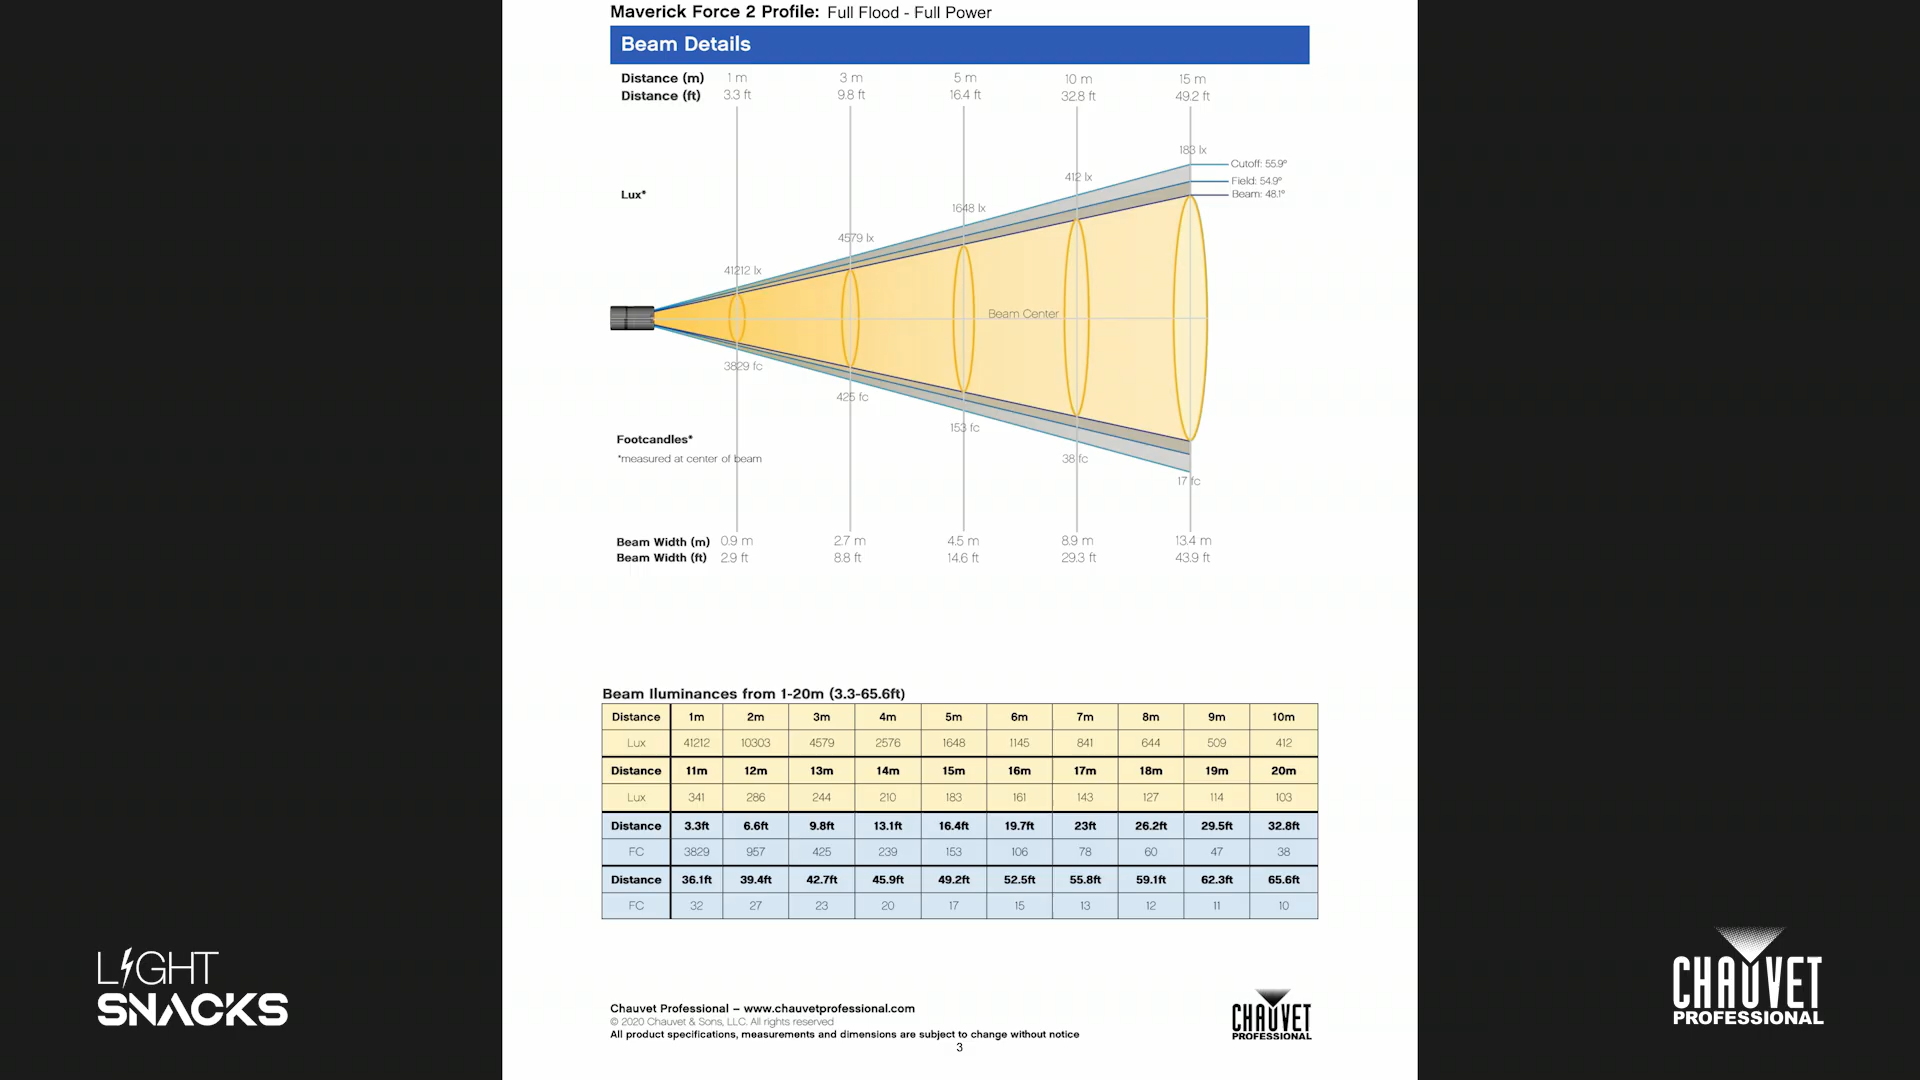 Maverick Force 2 Profile: Full Flood - Full Power
Beam Details
Distance (m) 1 m 3 m 5 m 10 m 15 m
Distance (ft) 3.3 ft 9.8 ft 16.4 ft 32.8 ft 49.2 ft
183 lx
Cutoff: 55.9°
412 lx
Field: 54.9°
Lux*
Beam: 48.1°
1648 lx
4579 lx
41212 lx
Beam Center
3829 fc
425 fc
153 fc
Footcandles*
*measured at center of beam
38 fc
17 fc
Beam Width (m) 0.9 m 2.7 m 4.5 m 8.9 m 13.4 m
Beam Width (ft) 2.9 ft 8.8 ft 14.6 ft 29.3 ft 43.9 ft
Beam Iluminances from 1-20m (3.3-65.6ft)
Distance 1m 2m 3m 4m 5m 6m 7m 8m 9m 10m
Lux 41212 10303 4579 2576 1648 1145 841 644 509 412
Distance 11m 12m 13m 14m 15m 16m 17m 18m 19m 20m
Lux 341 286 244 210 183 161 143 127 114 103
Distance 3.3ft 6.6ft 9.8ft 13.1ft 16.4ft 19.7ft 23ft 26.2ft 29.5ft 32.8ft
FC 3829 957 425 239 153 106 78 60 47 38
Distance 36.1ft 39.4ft 42.7ft 45.9ft 49.2ft 52.5ft 55.8ft 59.1ft 62.3ft 65.6ft
FC 32 27 23 20 17 15 13 12 11 10
LIGHT
SNACKS
Chauvet Professional – www.chauvetprofessional.com
© 2020 Chauvet & Sons, LLC. All rights reserved
All product specifications, measurements and dimensions are subject to change without notice
3
CHAUVET
PROFESSIONAL
CHAUVET
PROFESSIONAL